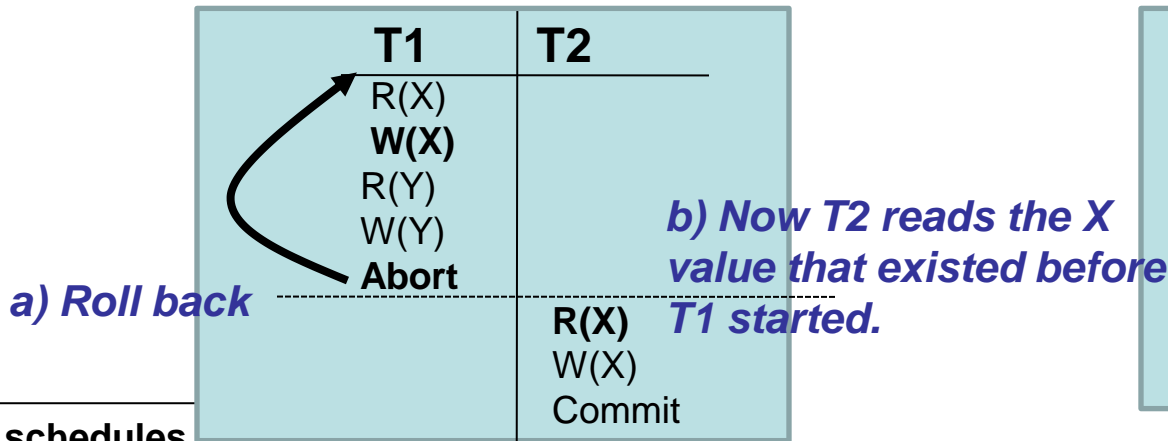 T1 T2
R(X)
W(X)
R(Y)
W(Y)
Abort
a) Roll back
b) Now T2 reads the X
value that existed before
T1 started.
R(X)
W(X)
Commit
schedules